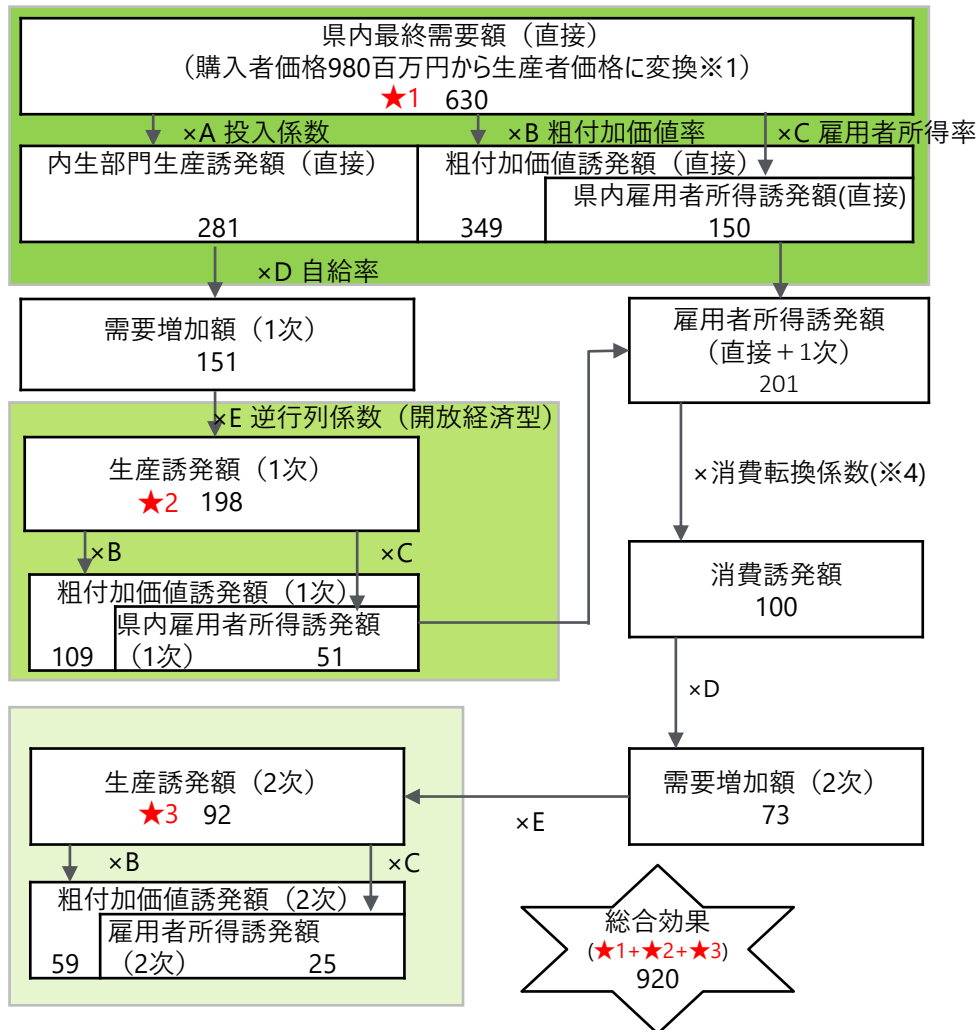 県内最終需要額（直接）
（購入者価格980百万円から生産者価格に変換※1）
★1 630
×A 投入係数
×B 粗付加価値率
×C 雇用者所得率
内生部門生産誘発額（直接）
281
粗付加価値誘発額（直接）
349
県内雇用者所得誘発額(直接)
150
×D 自給率
需要増加額（1次）
151
雇用者所得誘発額
（直接＋1次）
201
×E 逆行列係数（開放経済型）
生産誘発額（1次）
★2 198
×B
×C
粗付加価値誘発額（1次）
109
県内雇用者所得誘発額
（1次） 51
×消費転換係数(※4)
消費誘発額
100
×D
需要増加額（2次）
73
×E
生産誘発額（2次）
★3 92
×B
×C
粗付加価値誘発額（2次）
59
雇用者所得誘発額
（2次） 25
総合効果
(★1+★2+★3)
920